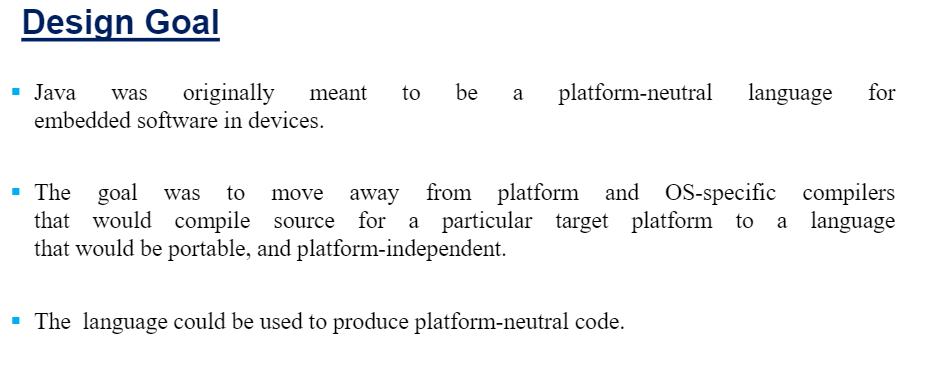 Design Goal
Java was originally meant to be a platform-neutral language for
embedded software in devices.
The goal was to move away from platform and OS-specific compilers
that would compile source for a particular target platform to a language
that would be portable, and platform-independent.
The language could be used to produce platform-neutral code.